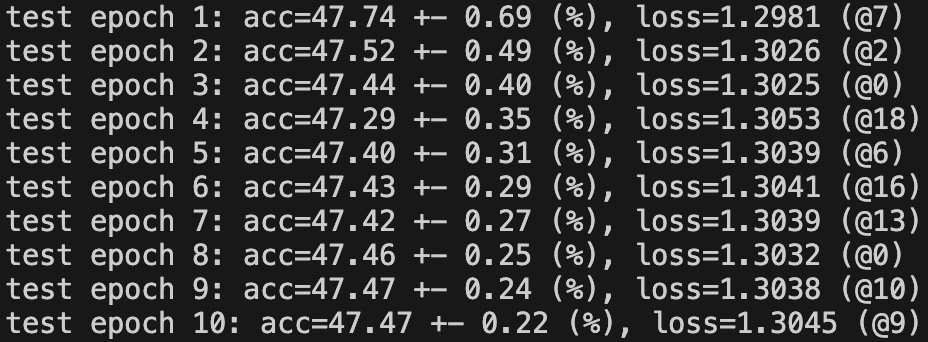 test epoch 1: acc=47.74 +- 0.69 (%), loss=1.2981 (@7)
test epoch 2: acc=47.52 +- 0.49 (%), loss=1.3026 (@2)
test epoch 3: acc=47.44 +- 0.40 (%), loss=1.3025 (@0)
test epoch 4: acc=47.29 +- 0.35 (%), loss=1.3053 (@18)
test epoch 5: acc=47.40 +- 0.31 (%), loss=1.3039 (@6)
test epoch 6: acc=47.43 +- 0.29 (%), loss=1.3041 (@16)
test epoch 7: acc=47.42 +- 0.27 (%), loss=1.3039 (@13)
test epoch 8: acc=47.46 +- 0.25 (%), loss=1.3032 (@0)
test epoch 9: acc=47.47 +- 0.24 (%), loss=1.3038 (@10)
test epoch 10: acc=47.47 +- 0.22 (%), loss=1.3045 (@9)